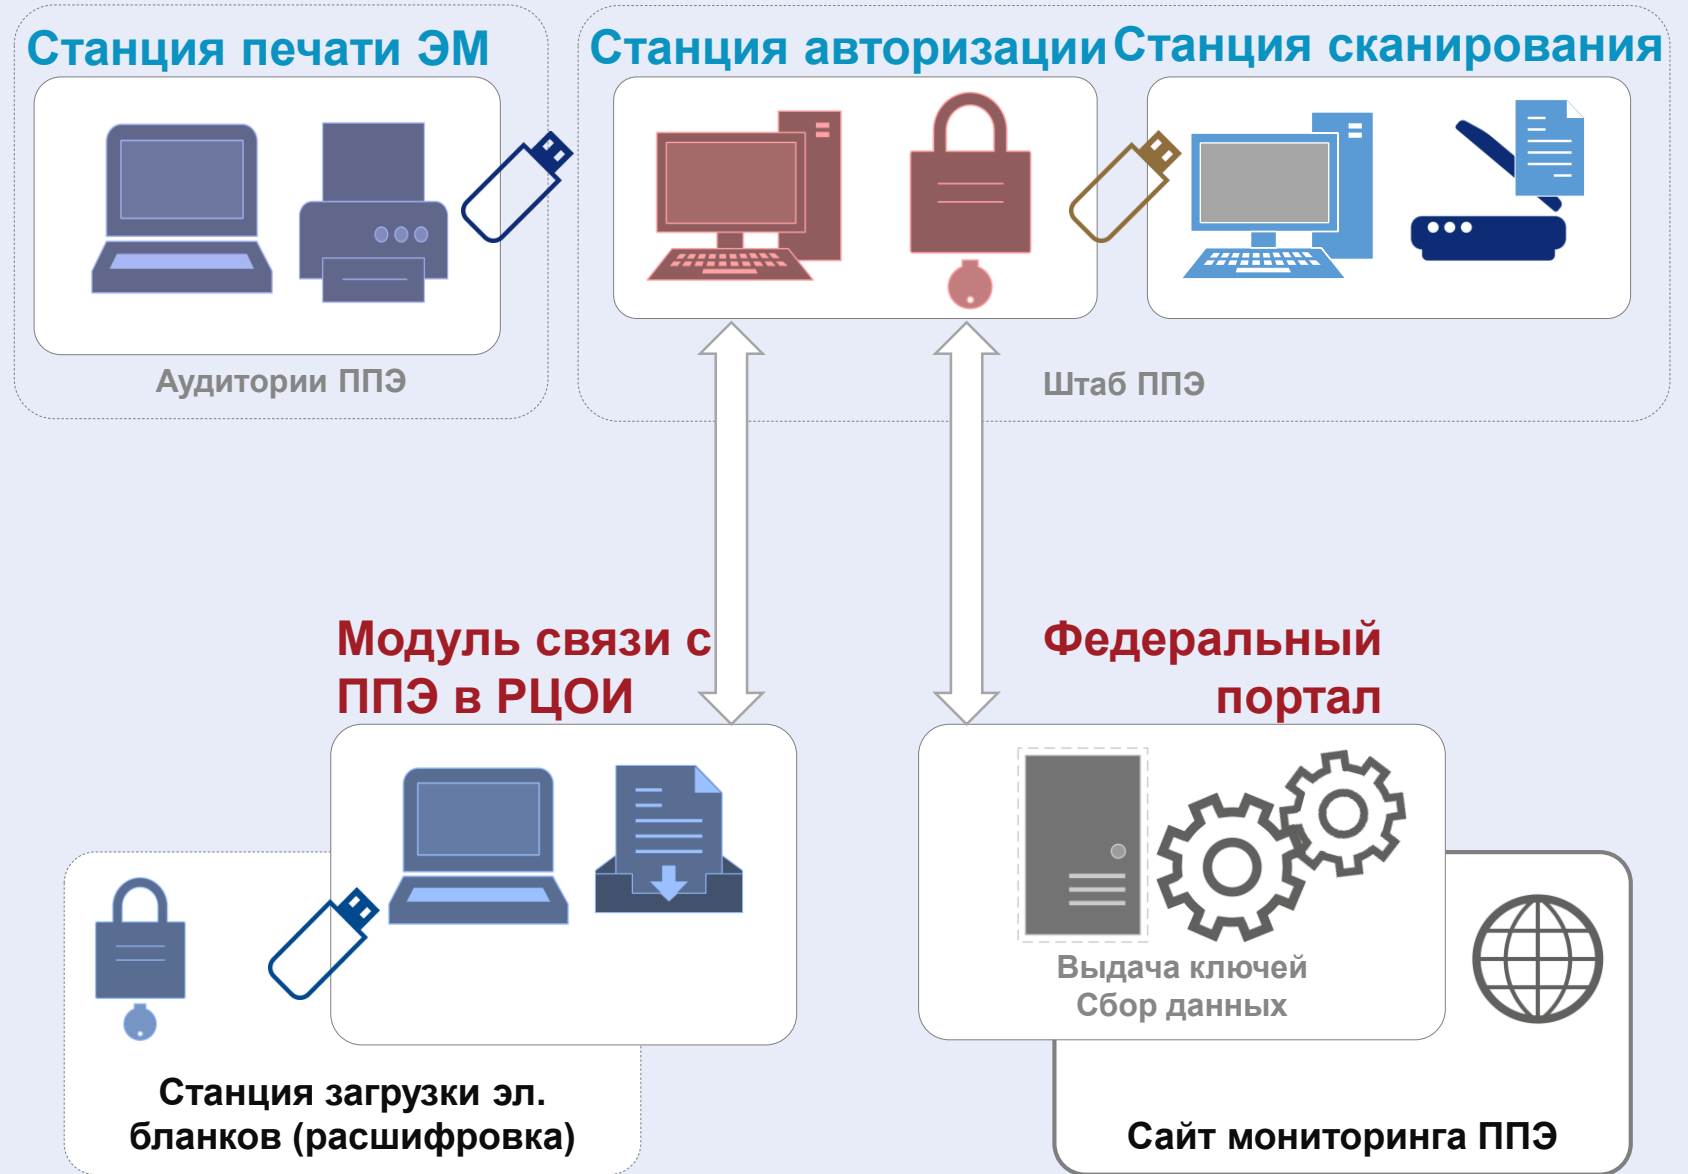 Станция печати ЭМ
Станция авторизации
Станция сканирования
Аудитории ППЭ
Штаб ППЭ
Модуль связи с
ППЭ в РЦОИ
Федеральный
портал
Выдача ключей
Сбор данных
Станция загрузки эл.
бланков (расшифровка)
Сайт мониторинга ППЭ